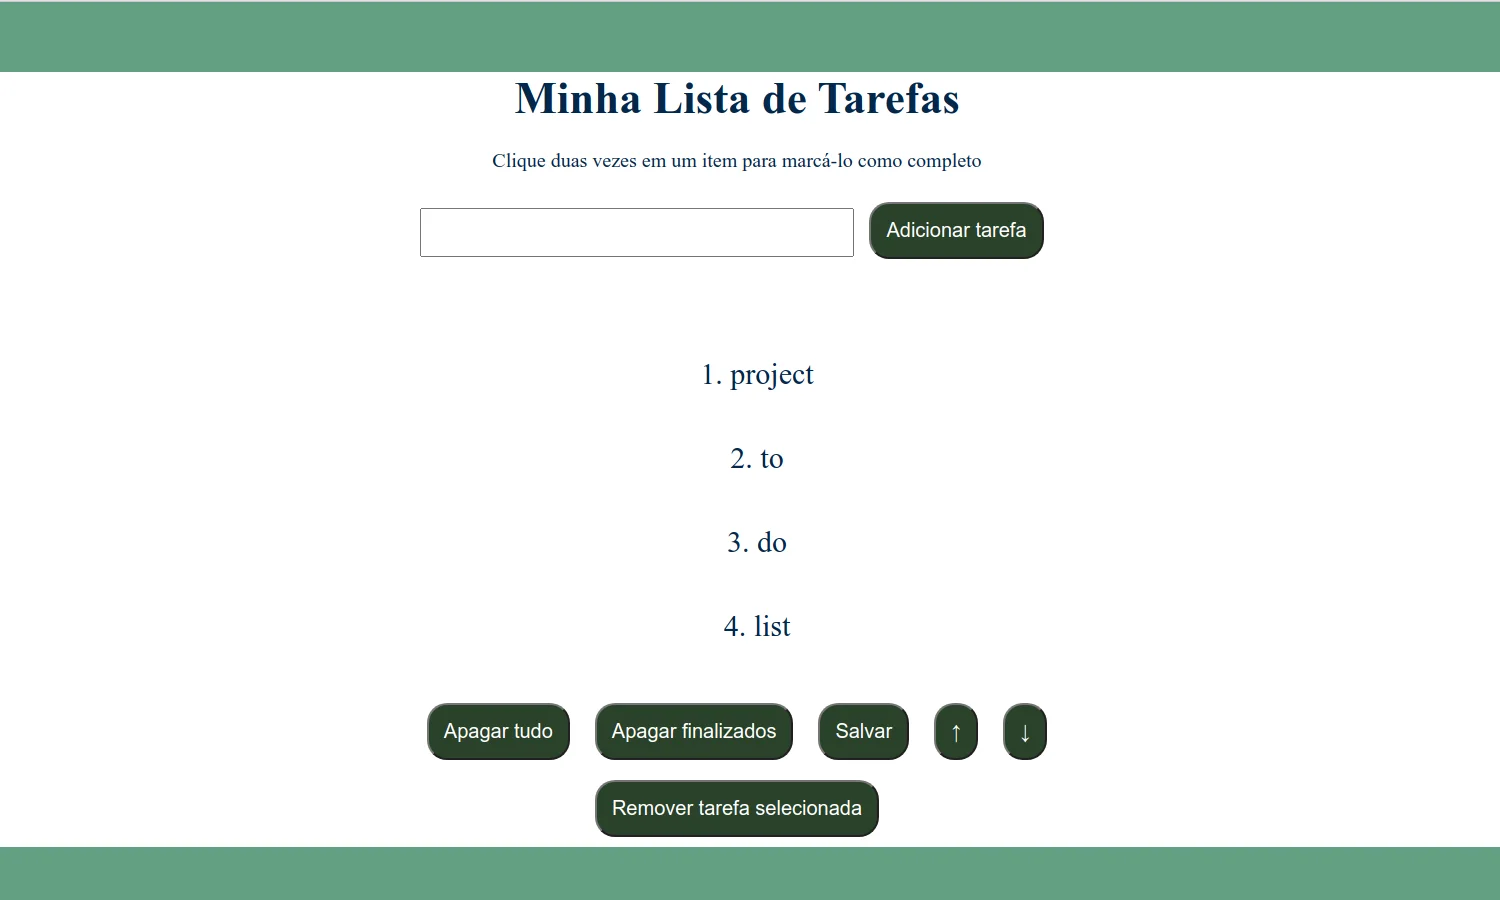 Minha Lista de Tarefas
Clique duas vezes em um item para marcá-lo como completo
Adicionar tarefa
1. project
2. to
3. do
4. list
Apagar tudo Apagar finalizados Salvar ↑ ↓
Remover tarefa selecionada